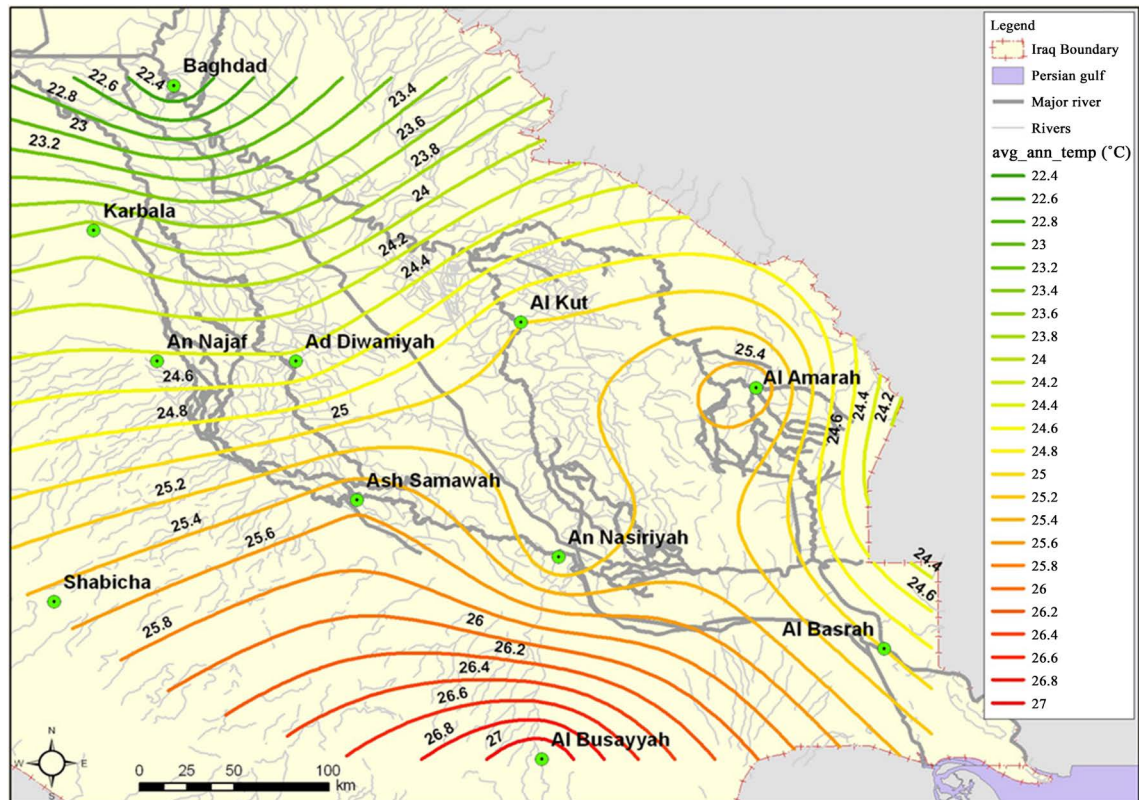 Baghdad
22.4
22.6
22.8
23
23.2
23.4
23.6
23.8
24
24.2
24.4
Karbala
Al Kut
An Najaf
Ad Diwaniyah
24.6
24.8
25
25.4
Al Amarah
24.6
24.4
24.2
Ash Samawah
25.2
25.4
25.6
An Nasiriyah
24.4
24.6
Shabicha
25.8
26
26.2
26.4
26.6
26.8
27
Al Basrah
Al Busayyah
N
W
E
S
0 25 50 100
km
Legend
Iraq Boundary
Persian gulf
Major river
Rivers
avg_ann_temp (˚C)
22.4
22.6
22.8
23
23.2
23.4
23.6
23.8
24
24.2
24.4
24.6
24.8
25
25.2
25.4
25.6
25.8
26
26.2
26.4
26.6
26.8
27